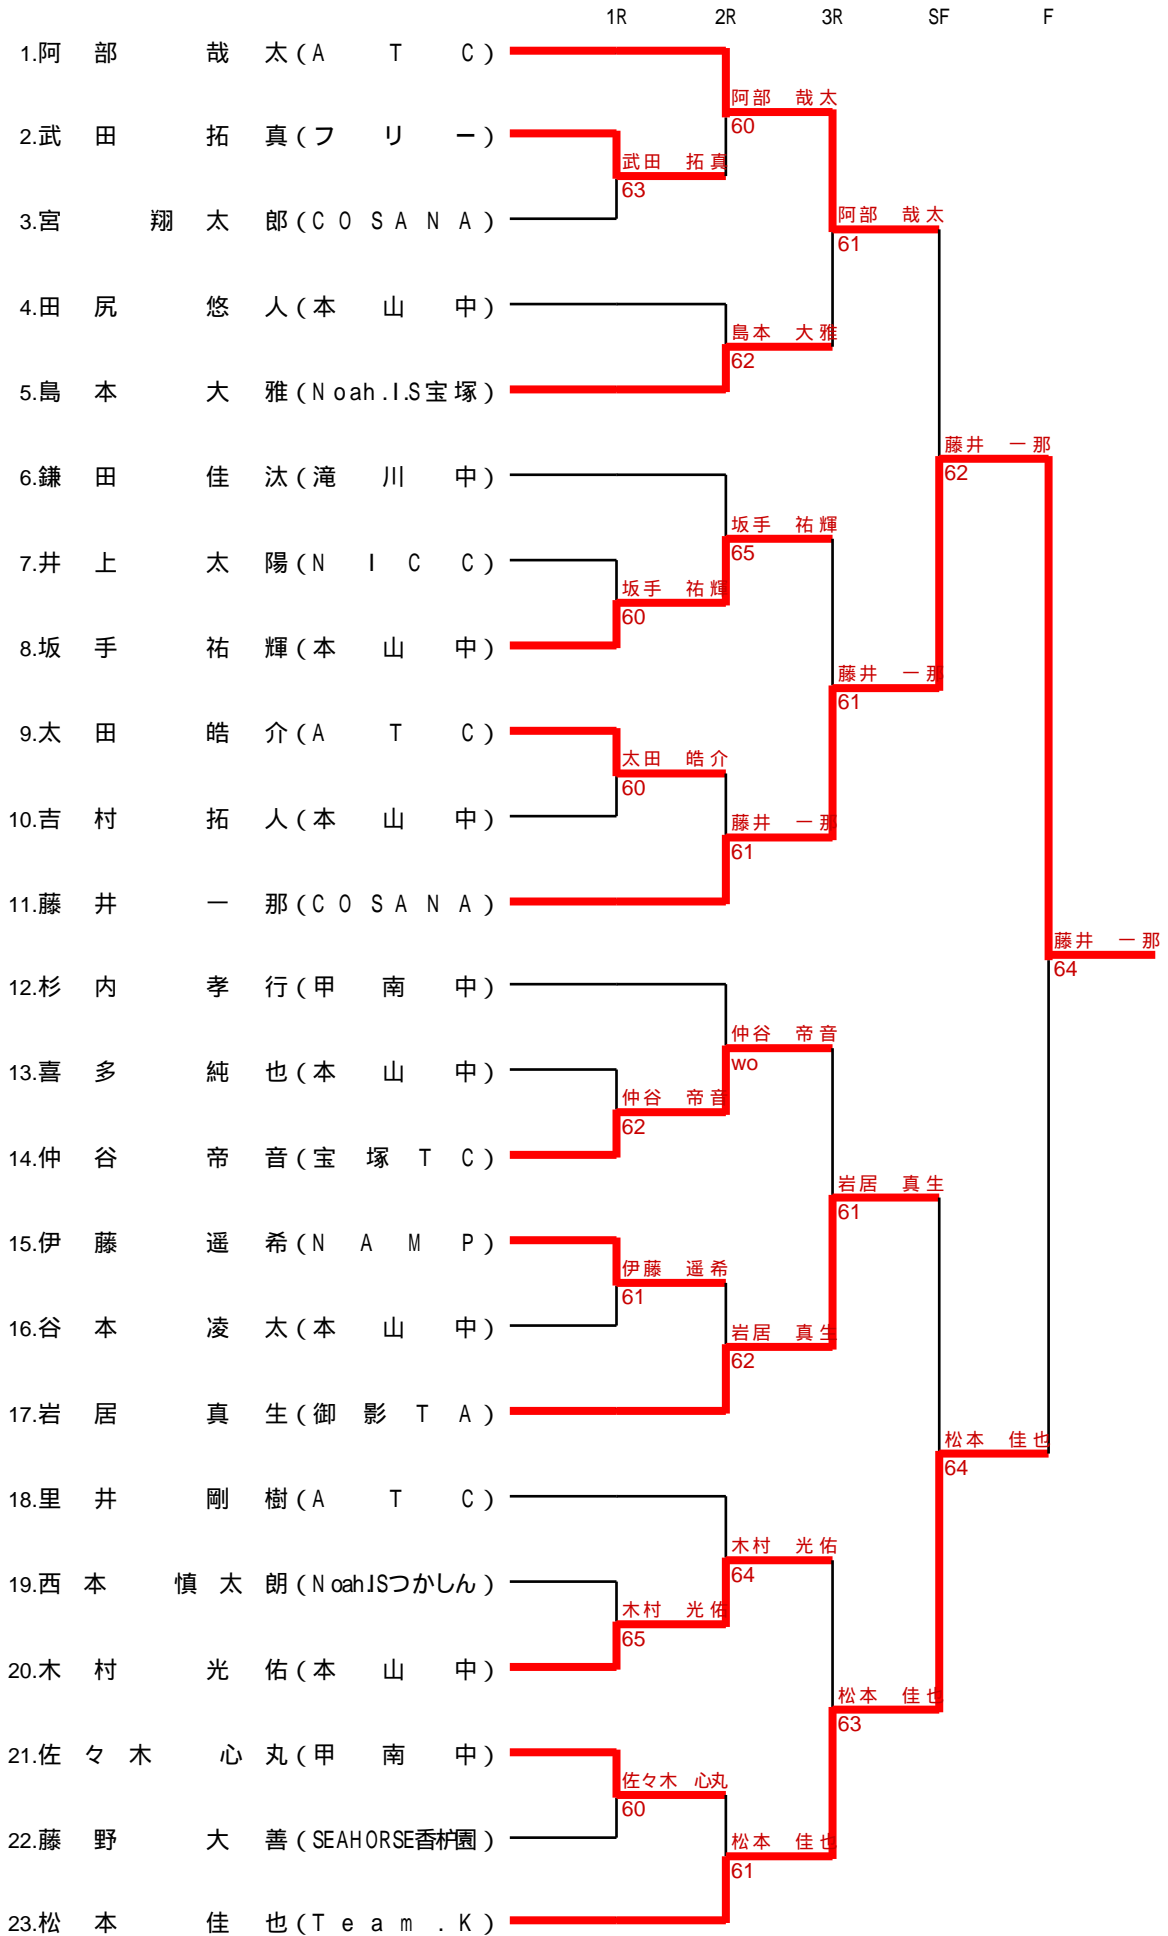 1R 2R 3R SF F
1.阿部 哉太(ATC)
阿部 哉太
60
2.武田 拓真(フリー)
武田 拓真
63
3.宮 翔太郎(COSANA)
阿部 哉太
61
4.田尻 悠人(本山中)
島本 大雅
62
5.島本 大雅(Noah.I.S宝塚)
藤井 一那
62
6.鎌田 佳汰(滝川中)
坂手 祐輝
65
7.井上 太陽(NICC)
坂手 祐輝
60
8.坂手 祐輝(本山中)
藤井 一那
61
9.太田 皓介(ATC)
太田 皓介
60
10.吉村 拓人(本山中)
藤井 一那
61
11.藤井 一那(COSANA)
藤井 一那
64
12.杉内 孝行(甲南中)
仲谷 帝音
wo
13.喜多 純也(本山中)
仲谷 帝音
62
14.仲谷 帝音(宝塚TC)
岩居 真生
61
15.伊藤 遥希(NAMP)
伊藤 遥希
61
16.谷本 凌太(本山中)
岩居 真生
62
17.岩居 真生(御影TA)
松本 佳也
64
18.里井 剛樹(ATC)
木村 光佑
64
19.西本 慎太朗(NoahISつかしん)
木村 光佑
65
20.木村 光佑(本山中)
松本 佳也
63
21.佐々木 心丸(甲南中)
佐々木 心丸
60
22.藤野 大善(SEAHORSE香枦園)
松本 佳也
61
23.松本 佳也(Team.K)